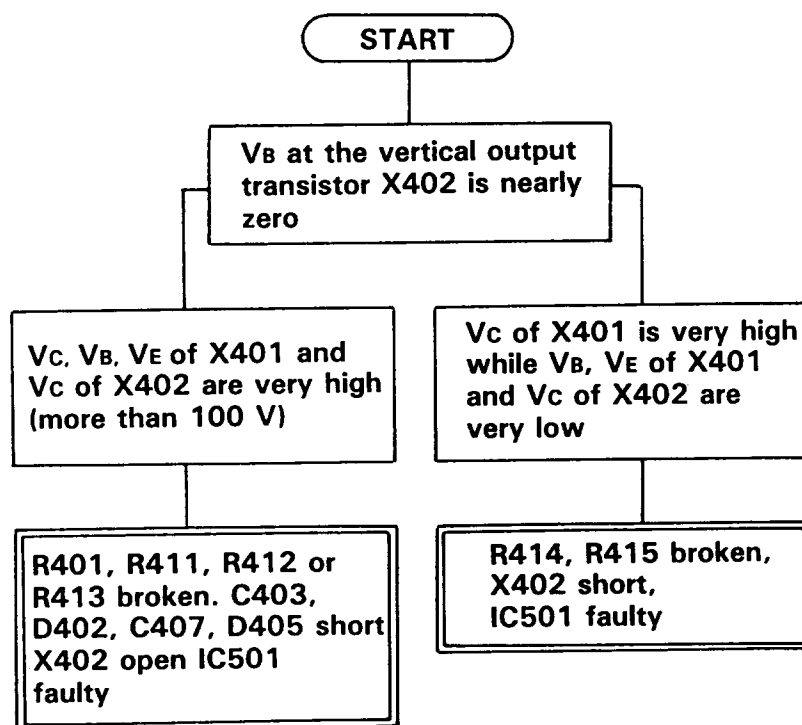 START
VB at the vertical output
transistor X402 is nearly
zero
VC, VB, VE of X401 and
VC of X402 are very high
(more than 100 V)
VC of X401 is very high
while VB, VE of X401
and VC of X402 are
very low
R401, R411, R412 or
R413 broken. C403,
D402, C407, D405 short
X402 open IC501
faulty
R414, R415 broken,
X402 short,
IC501 faulty